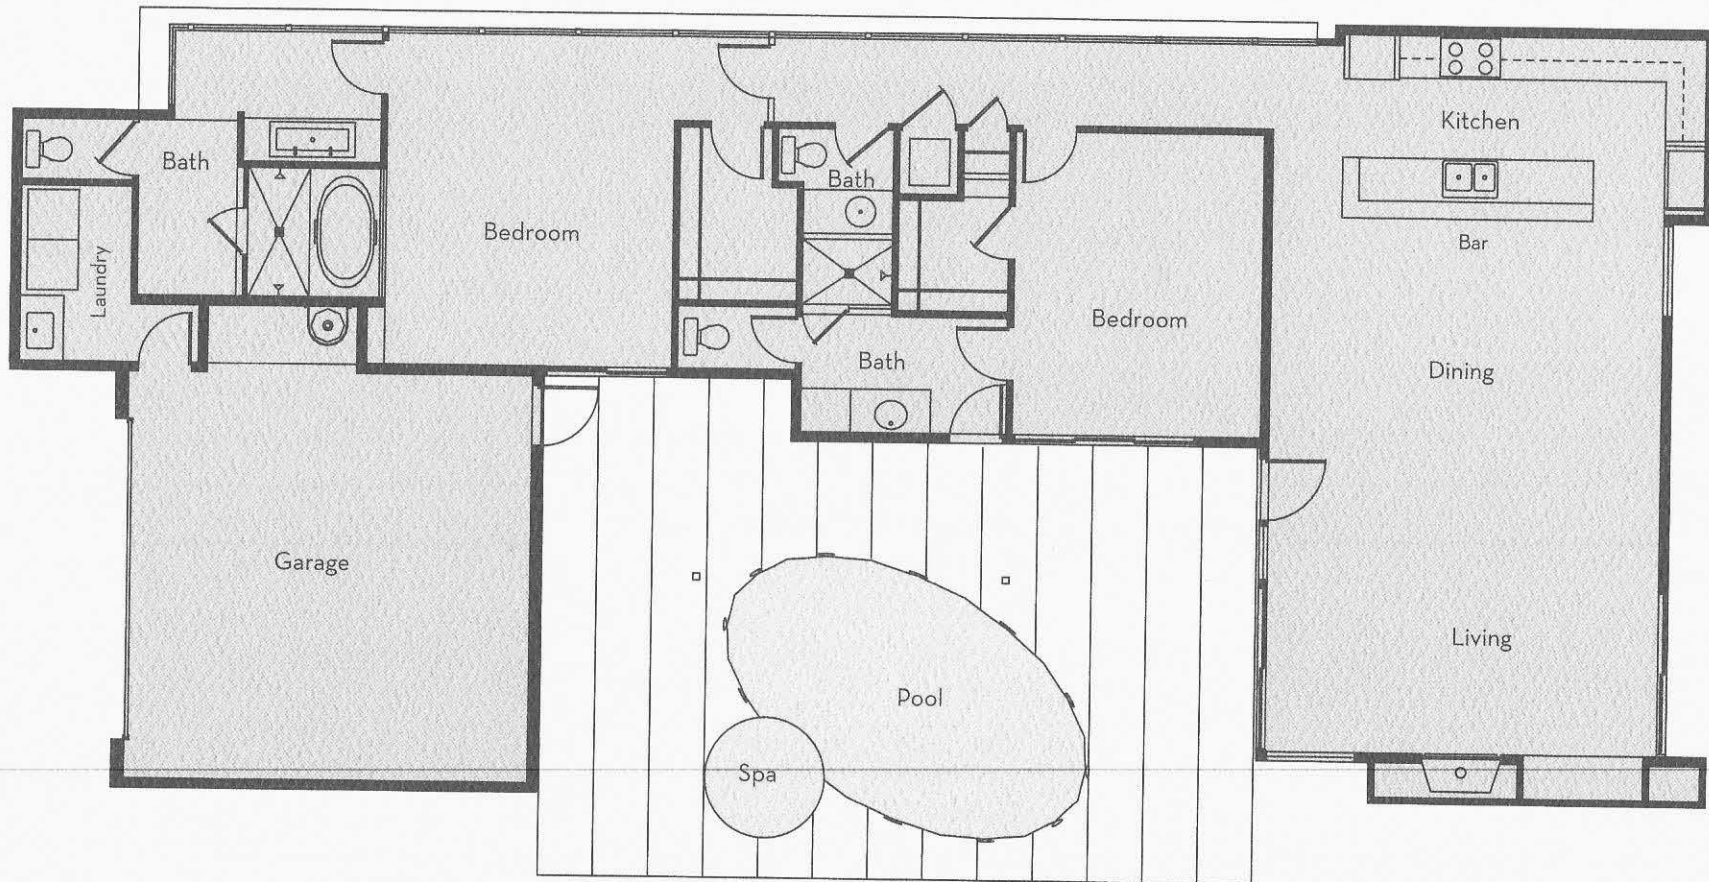 Kitchen
Bath
Bath
Bedroom
Bar
Laundry
Bedroom
Bath
Dining
Garage
Living
Pool
Spa